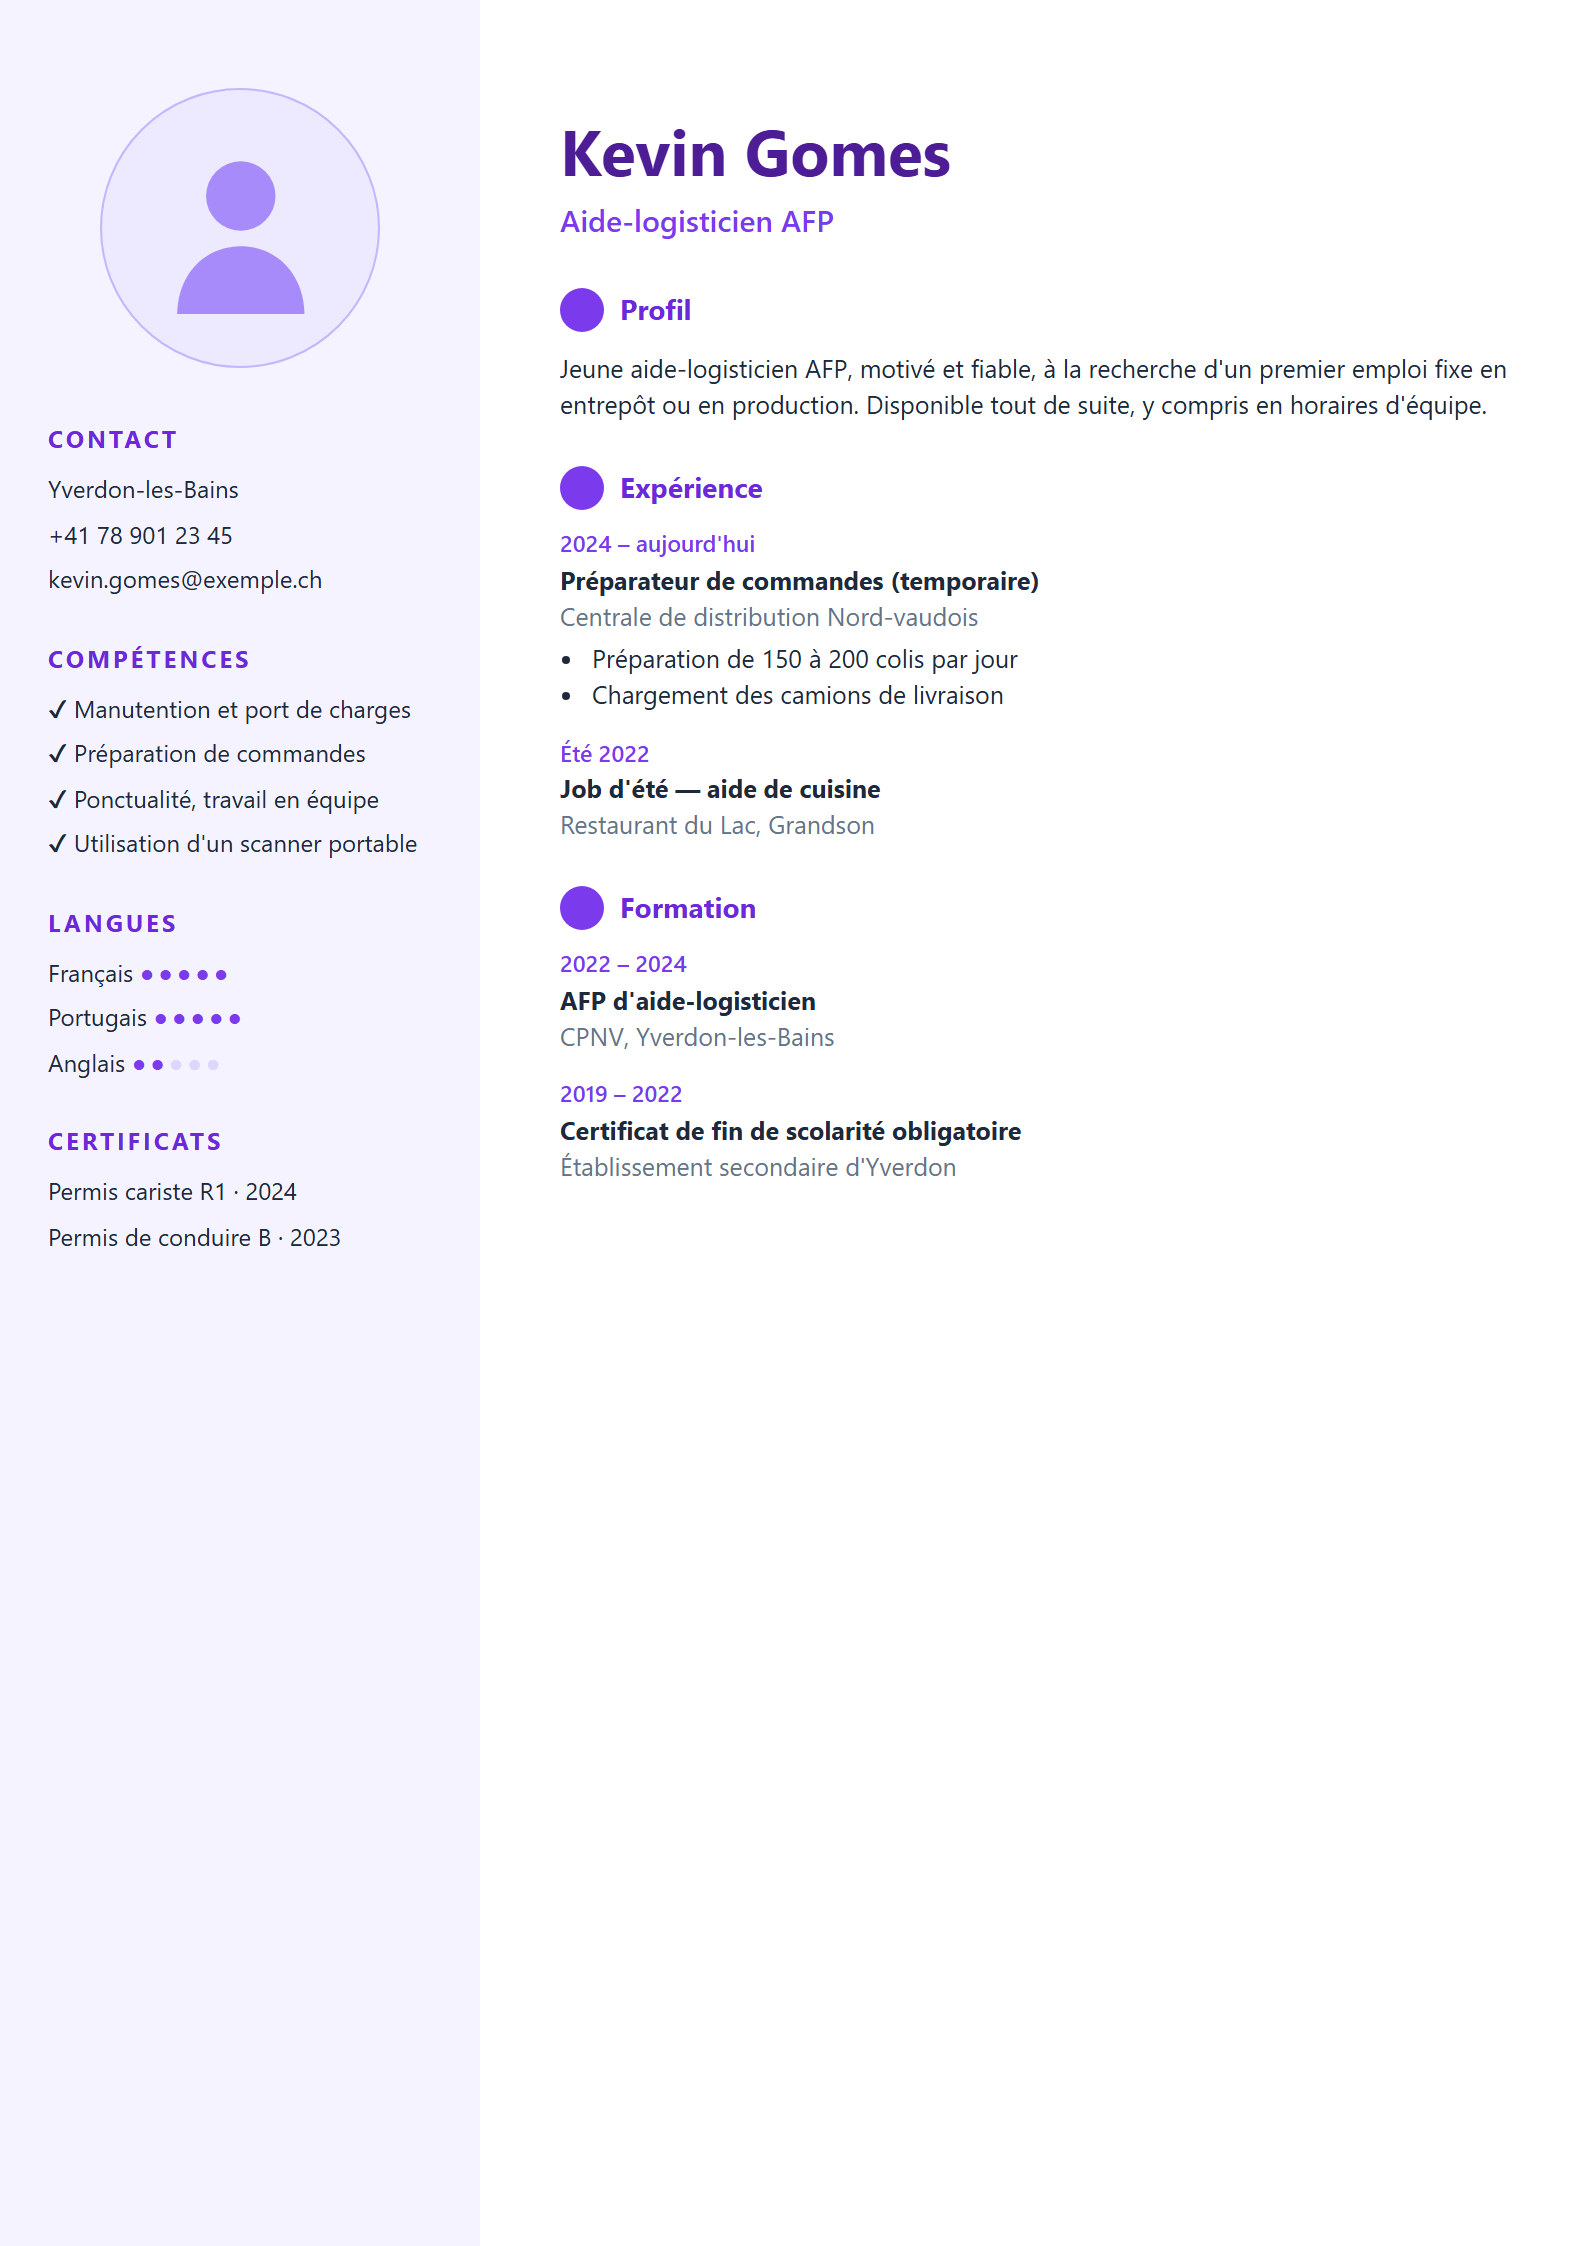 CONTACT
Yverdon-les-Bains
+41 78 901 23 45
kevin.gomes@exemple.ch
COMPÉTENCES
✓ Manutention et port de charges
✓ Préparation de commandes
✓ Ponctualité, travail en équipe
✓ Utilisation d'un scanner portable
LANGUES
Français
Portugais
Anglais
CERTIFICATS
Permis cariste R1 · 2024
Permis de conduire B · 2023
Kevin Gomes
Aide-logisticien AFP
Profil
Jeune aide-logisticien AFP, motivé et fiable, à la recherche d'un premier emploi fixe en
entrepôt ou en production. Disponible tout de suite, y compris en horaires d'équipe.
Expérience
2024 – aujourd'hui
Préparateur de commandes (temporaire)
Centrale de distribution Nord-vaudois
• Préparation de 150 à 200 colis par jour
• Chargement des camions de livraison
Été 2022
Job d'été — aide de cuisine
Restaurant du Lac, Grandson
Formation
2022 – 2024
AFP d'aide-logisticien
CPNV, Yverdon-les-Bains
2019 – 2022
Certificat de fin de scolarité obligatoire
Établissement secondaire d'Yverdon